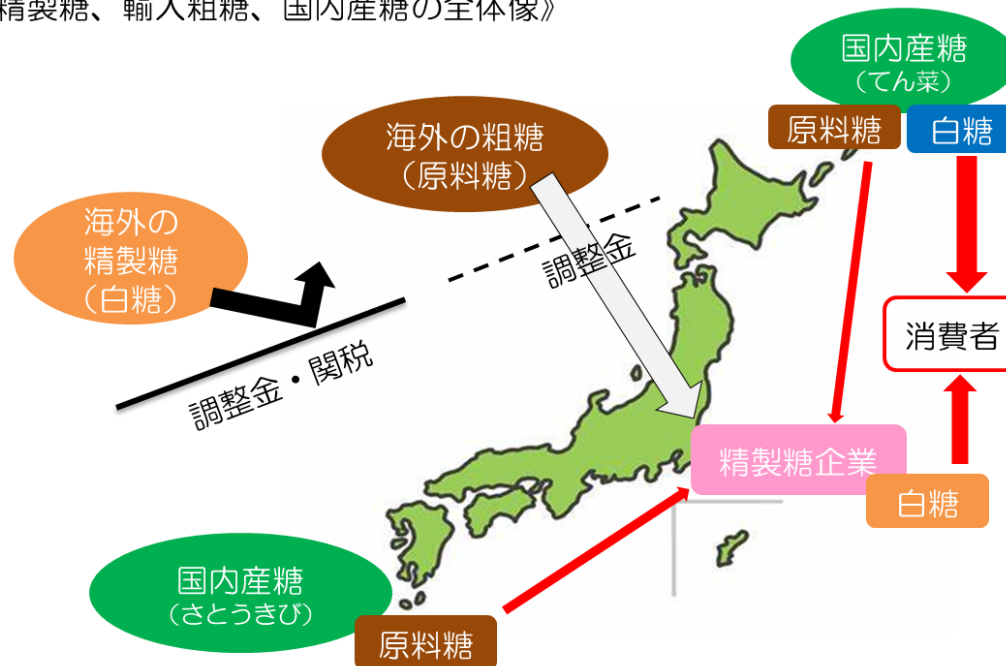 精製糖、輸入粗糖、国内産糖の全体像》
国内産糖
（てん菜）
原料糖
白糖
海外の粗糖
（原料糖）
海外の
精製糖
（白糖）
調整金
調整金・関税
消費者
精製糖企業
白糖
国内産糖
（さとうきび）
原料糖